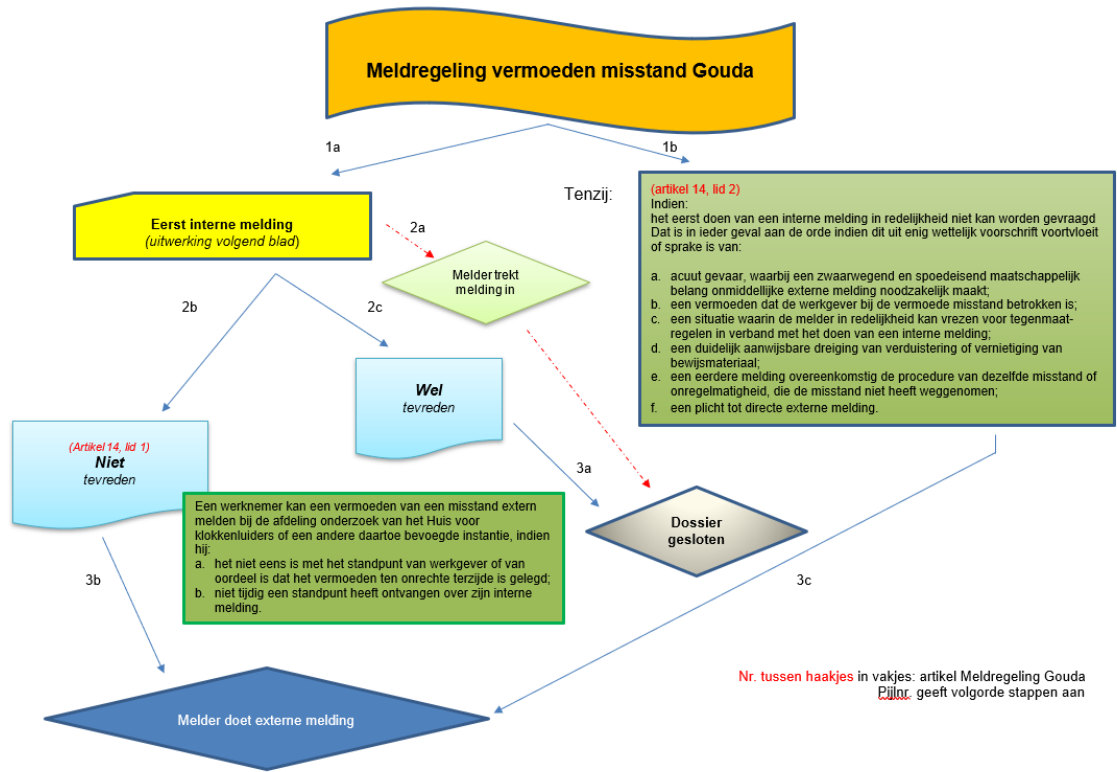 Meldregeling vermoeden misstand Gouda
1a
1b
Tenzij:
Eerst interne melding
(uitwerking volgend blad)
2a
Melder trekt
melding in
(artikel 14, lid 2)
Indien:
het eerst doen van een interne melding in redelijkheid niet kan worden gevraagd
Dat is in ieder geval aan de orde indien dit uit enig wettelijk voorschrift voortvloeit
of sprake is van:
a. acuut gevaar, waarbij een zwaarwegend en spoedeisend maatschappelijk
belang onmiddellijke externe melding noodzakelijk maakt;
b. een vermoeden dat de werkgever bij de vermoede misstand betrokken is;
c. een situatie waarin de melder in redelijkheid kan vrezen voor tegenmaat-
regelen in verband met het doen van een interne melding;
d. een duidelijk aanwijsbare dreiging van verduistering of vernietiging van
bewijsmateriaal;
e. een eerdere melding overeenkomstig de procedure van dezelfde misstand of
onregelmatigheid, die de misstand niet heeft weggenomen;
f. een plicht tot directe externe melding.
2b
2c
Wel
tevreden
(Artikel 14, lid 1)
Niet
tevreden
3a
Een werknemer kan een vermoeden van een misstand extern
melden bij de afdeling onderzoek van het Huis voor
klokkenluiders of een andere daartoe bevoegde instantie, indien
hij:
a. het niet eens is met het standpunt van werkgever of van
oordeel is dat het vermoeden ten onrechte terzijde is gelegd;
b. niet tijdig een standpunt heeft ontvangen over zijn interne
melding.
Dossier
gesloten
3b
3c
Melder doet externe melding
Nr. tussen haakjes in vakjes: artikel Meldregeling Gouda
Pijlnr. geeft volgorde stappen aan